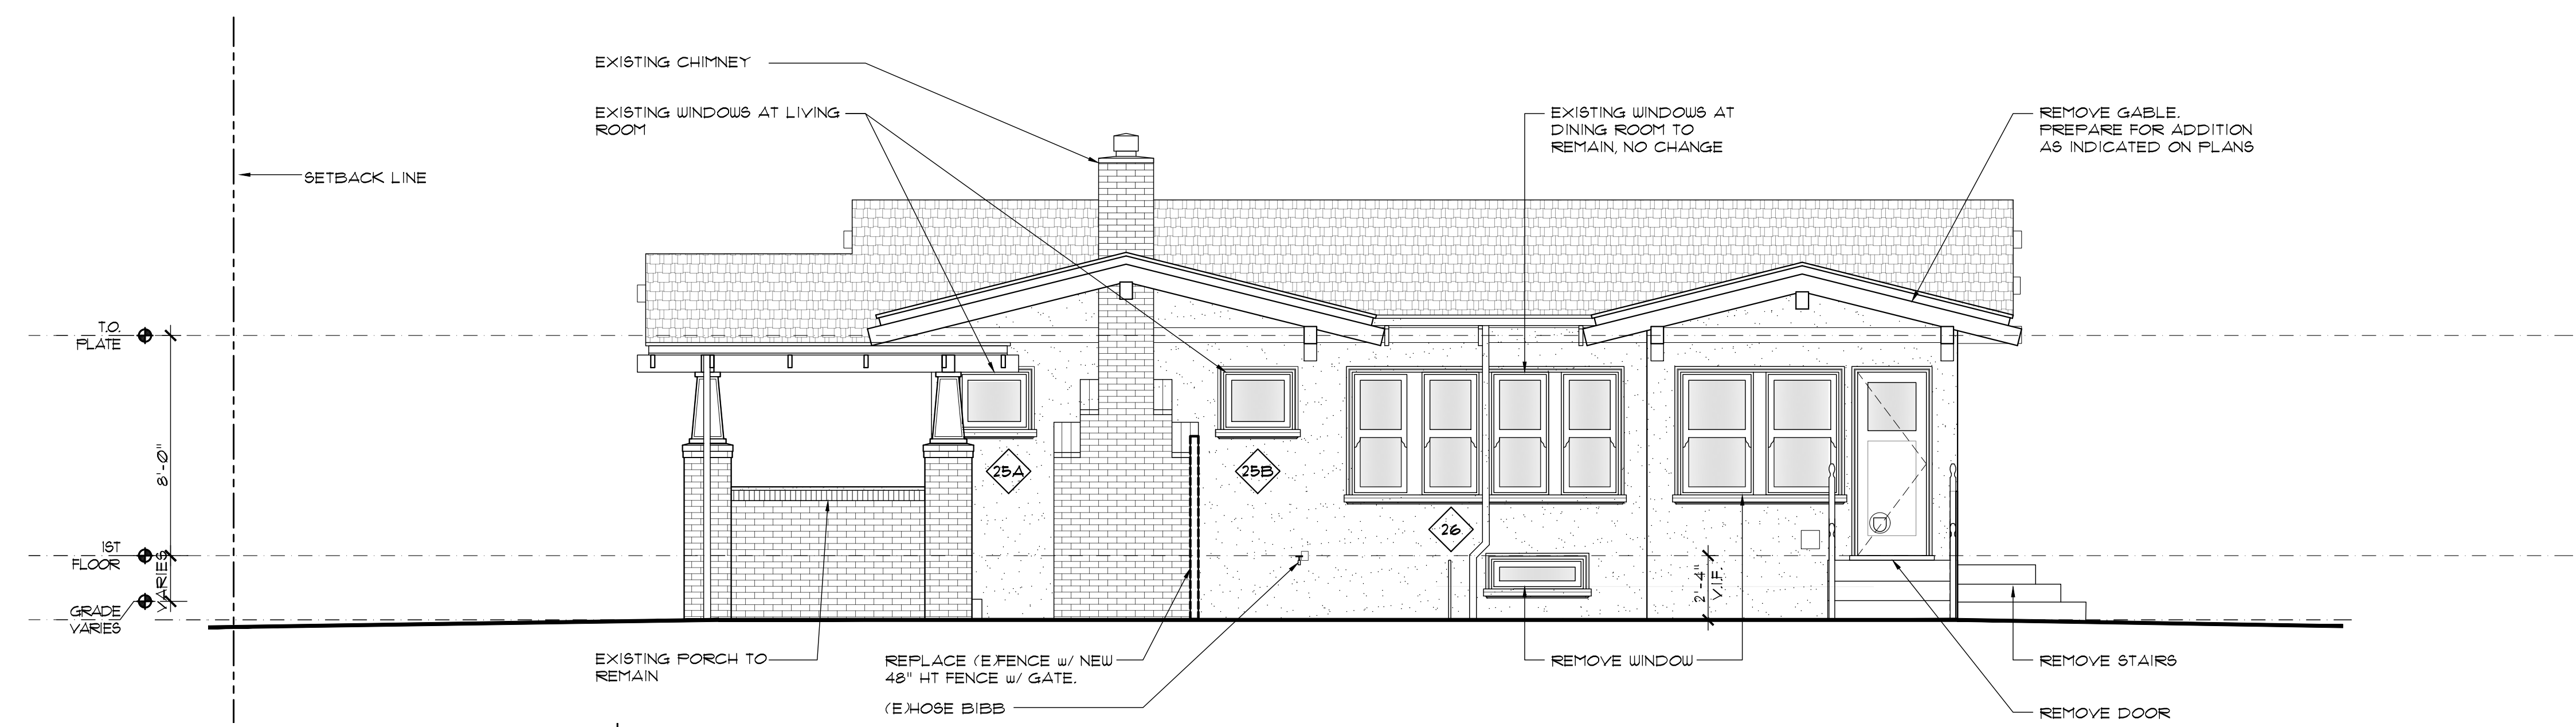 EXISTING CHIMNEY
EXISTING WINDOWS AT LIVING
ROOM
EXISTING WINDOWS AT
DINING ROOM TO
REMAIN, NO CHANGE
REMOVE GABLE.
PREPARE FOR ADDITION
AS INDICATED ON PLANS
SETBACK LINE
T.O.
PLATE
8'-0"
1ST
FLOOR
VARIES
GRADE
VARIES
25A
25B
26
2'-4"
V.I.F.
EXISTING PORCH TO
REMAIN
REPLACE (E)FENCE w/ NEW
48" HT FENCE w/ GATE.
(E)HOSE BIBB
REMOVE WINDOW
REMOVE STAIRS
REMOVE DOOR